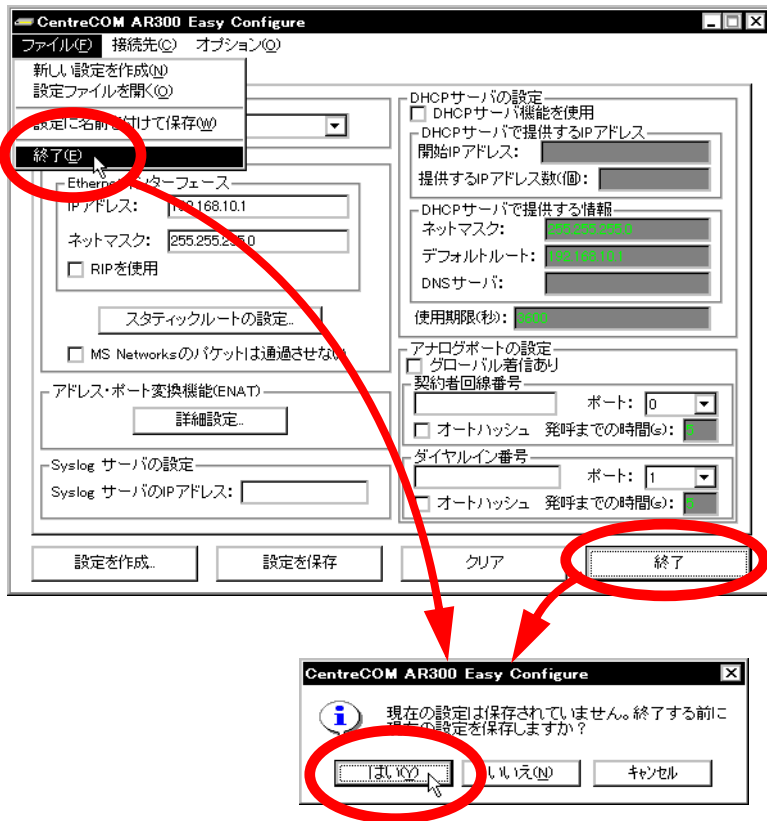 CentreCOM AR300 Easy Configure
ファイル(F) 接続先(C) オプション(O)
新しい設定を作成(N)
設定ファイルを開く(O)
設定に名前を付けて保存(W)
終了(E)
Ethernetインターフェース
IPアドレス: 192.168.10.1
ネットマスク: 255.255.255.0
RIPを使用
スタティックルートの設定...
MS Networksのパケットは通過させない
アドレス・ポート変換機能(ENAT)
詳細設定...
Syslog サーバの設定
Syslog サーバのIPアドレス:
DHCPサーバの設定
DHCPサーバ機能を使用
DHCPサーバで提供するIPアドレス
開始IPアドレス:
提供するIPアドレス数(個):
DHCPサーバで提供する情報
ネットマスク: 255.255.255.0
デフォルトルート: 192.168.10.1
DNSサーバ:
使用期限(秒): 3600
アナログポートの設定
グローバル着信あり
契約者回線番号
ポート: 0
オートハッシュ 発呼までの時間(s): 5
ダイヤルイン番号
ポート: 1
オートハッシュ 発呼までの時間(s): 5
設定を作成... 設定を保存 クリア 終了
CentreCOM AR300 Easy Configure
現在の設定は保存されていません。終了する前に
現在の設定を保存しますか?
はい(Y) いいえ(N) キャンセル